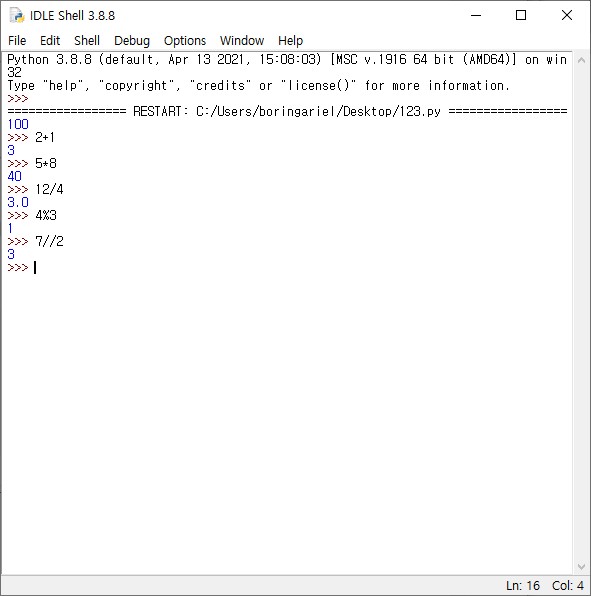 IDLE Shell 3.8.8
File Edit Shell Debug Options Window Help
Python 3.8.8 (default, Apr 13 2021, 15:08:03) [MSC v.1916 64 bit (AMD64)] on win
32
Type "help", "copyright", "credits" or "license()" for more information.
>>>
================= RESTART: C:/Users/boringariel/Desktop/123.py =================
100
>>> 2+1
3
>>> 5*8
40
>>> 12/4
3.0
>>> 4%3
1
>>> 7//2
3
>>>
Ln: 16 Col: 4